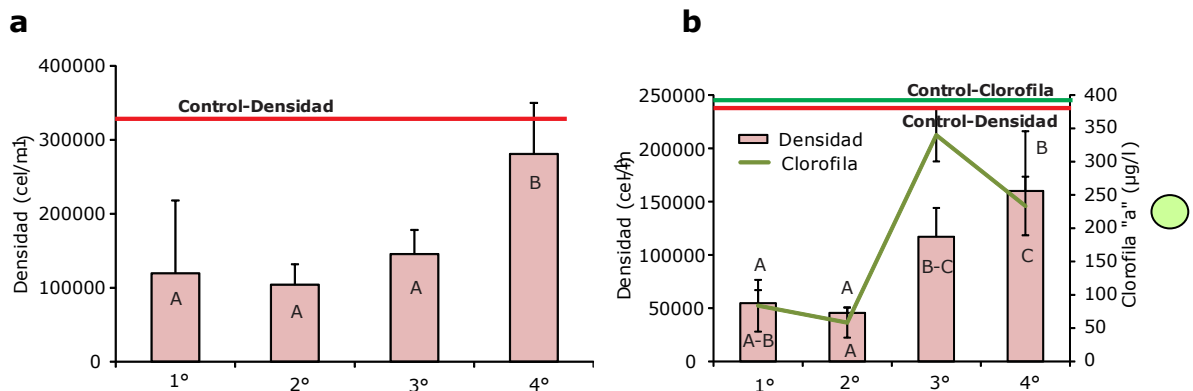 a
400000
300000
200000
100000
0
Densidad (cel/ml)
Control-Densidad
A
A
A
B
1° 2° 3° 4°
b
250000
200000
150000
100000
50000
0
Densidad (cel/
Control-Clorofila
Control-Densidad
Densidad
Clorofila
A
A-B
A
A
B-C
B
C
400
350
300
250
200
150
100
50
0
Clorofila "a" (µg/l)
1° 2° 3° 4°